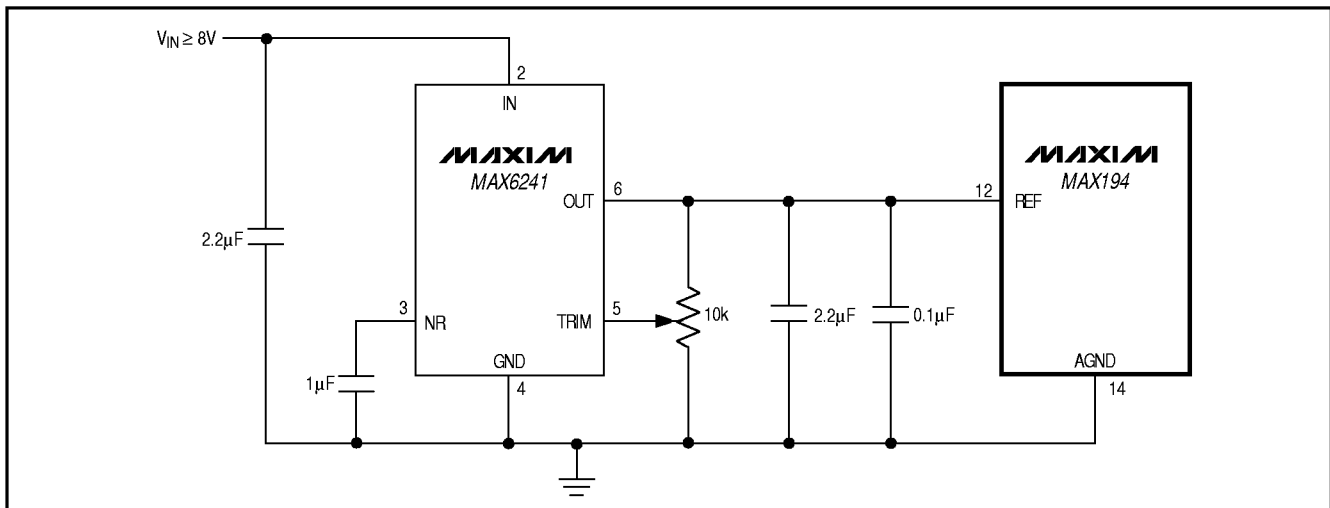 VIN ≥ 8V
2
IN
MAXIM
MAX6241
OUT
6
2.2µF
3
NR
TRIM
5
10k
2.2µF
0.1µF
1µF
GND
4
MAXIM
MAX194
12
REF
AGND
14